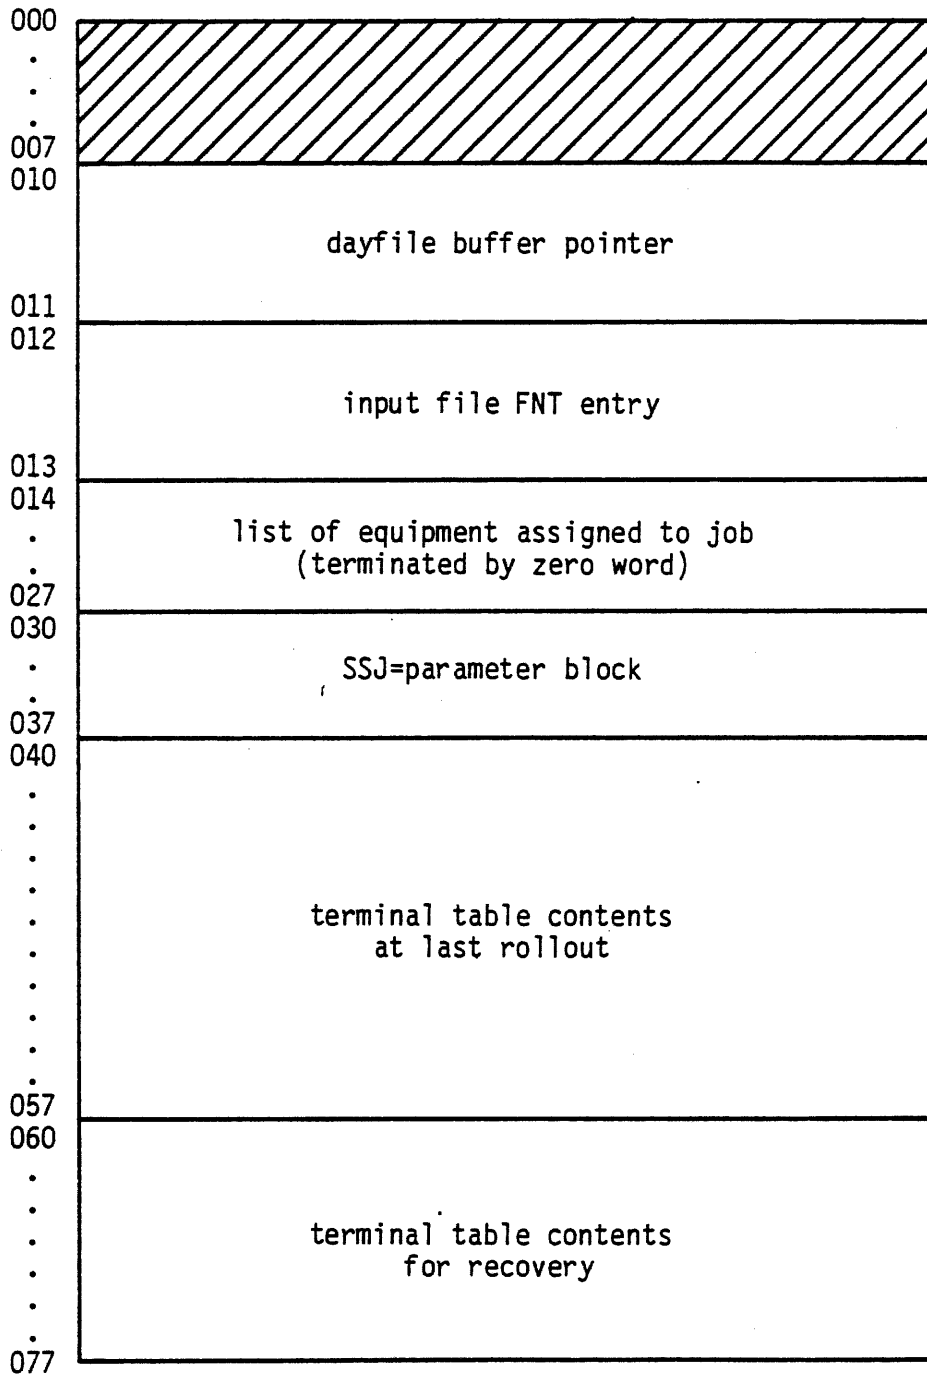 000
007
010
dayfile buffer pointer
011
012
input file FNT entry
013
014
list of equipment assigned to job
(terminated by zero word)
027
030
SSJ=parameter block
037
040
terminal table contents
at last rollout
057
060
terminal table contents
for recovery
077